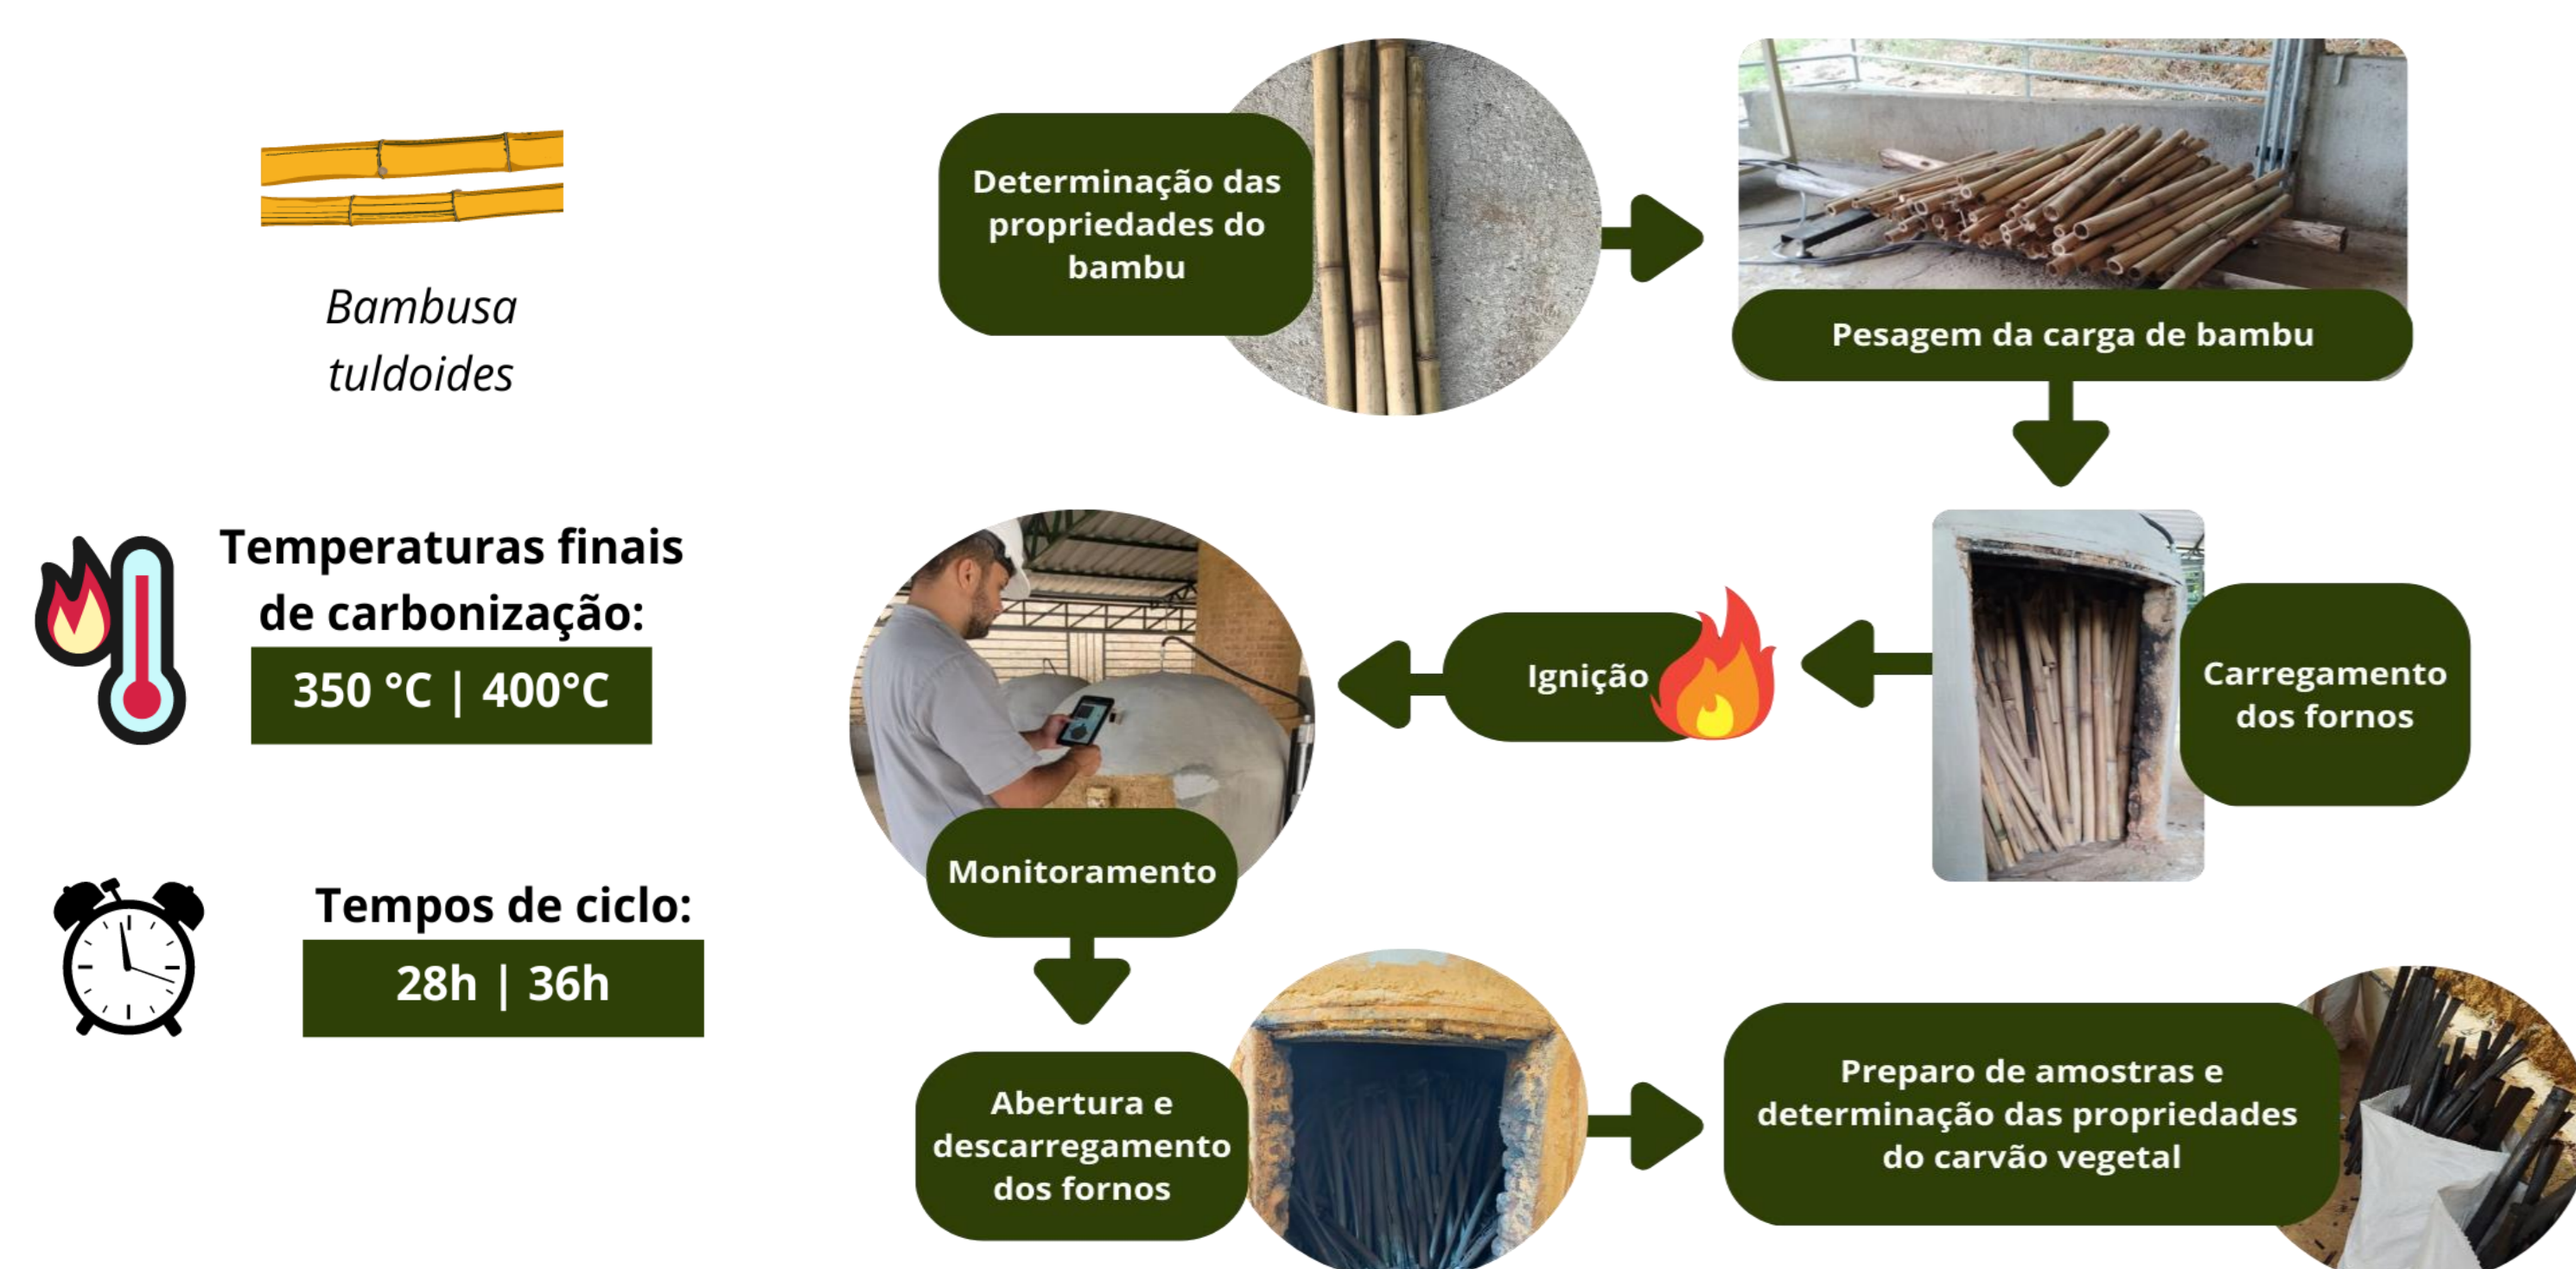 Bambusa
tuldoides
Temperaturas finais
de carbonização:
350 °C | 400°C
Tempos de ciclo:
28h | 36h
Determinação das
propriedades do
bambu
Pesagem da carga de bambu
Carregamento
dos fornos
Ignição
Monitoramento
Abertura e
descarregamento
dos fornos
Preparo de amostras e
determinação das propriedades
do carvão vegetal